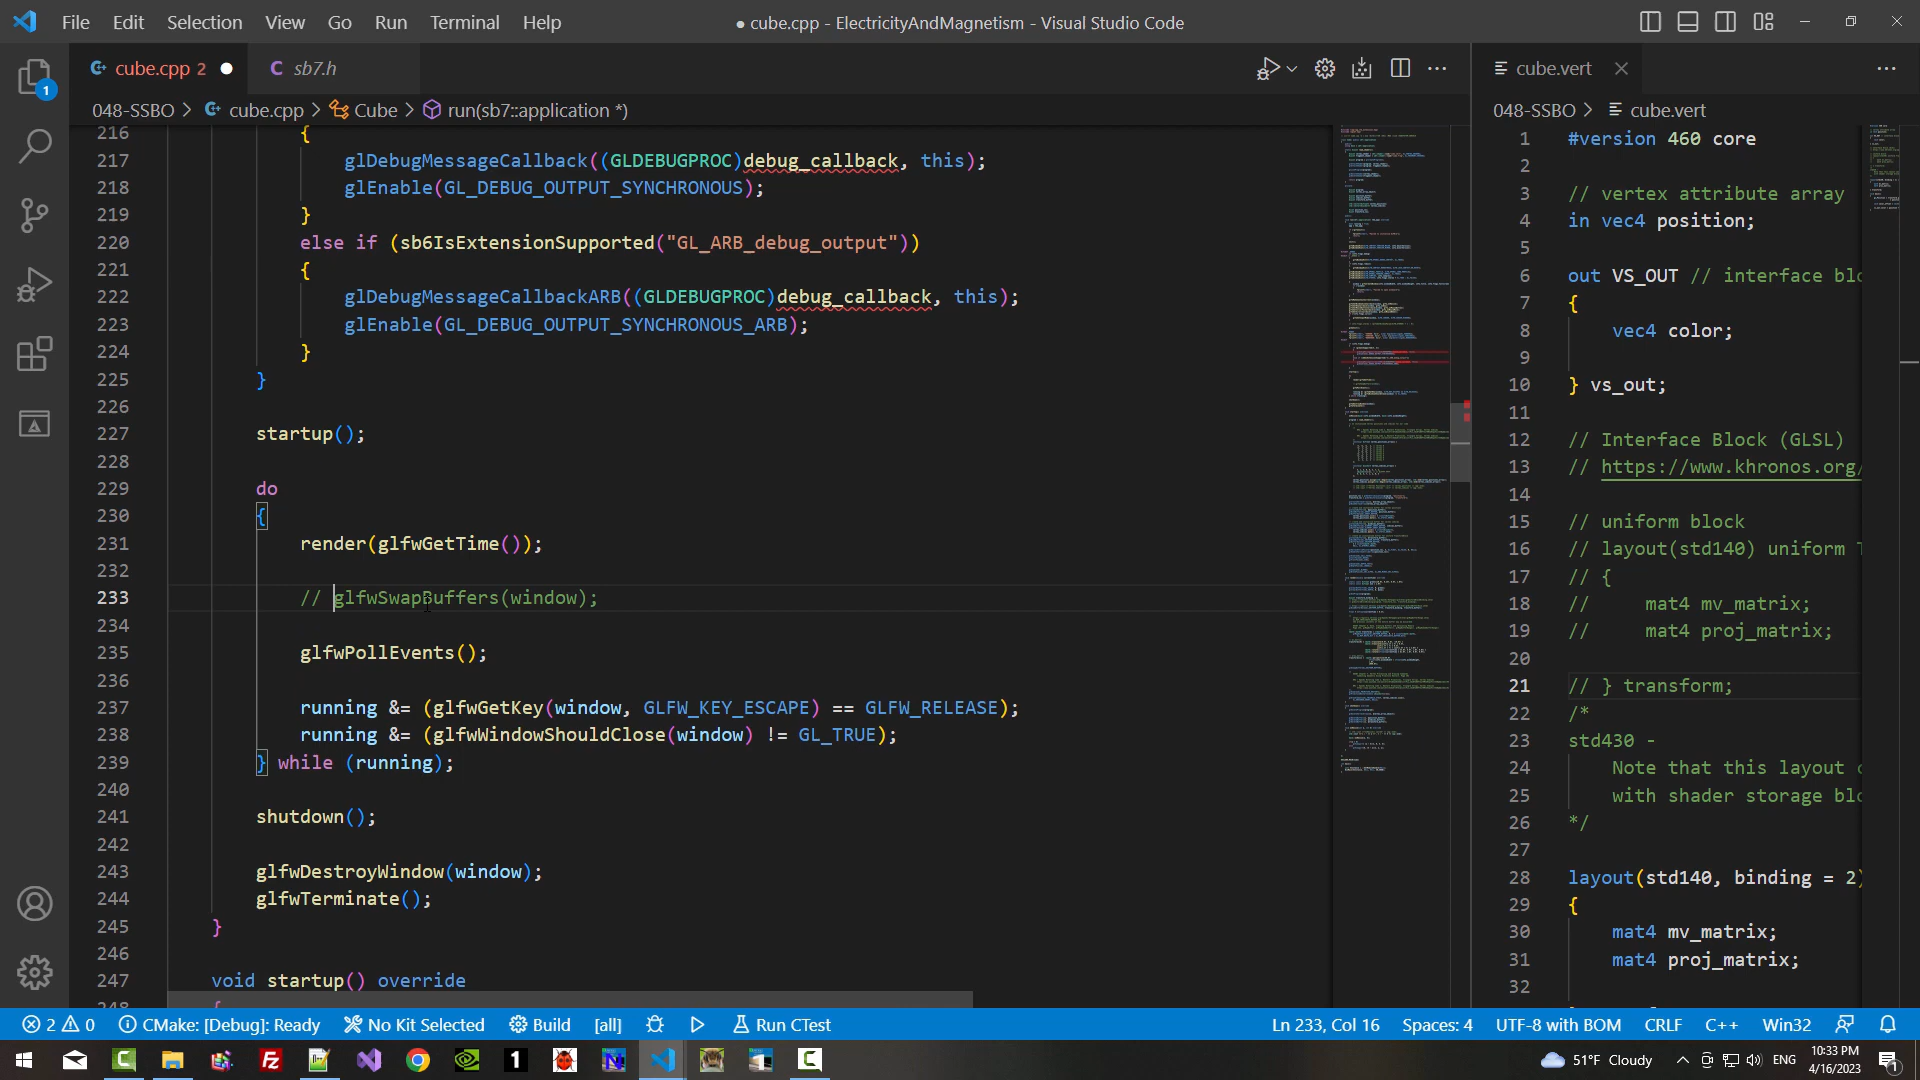 File Edit Selection View Go Run Terminal Help
● cube.cpp - ElectricityAndMagnetism - Visual Studio Code
cube.cpp 2
C sb7.h
cube.vert
048-SSBO > cube.cpp > Cube > run(sb7::application *)
048-SSBO > cube.vert
216 {
217 glDebugMessageCallback((GLDEBUGPROC)debug_callback, this);
218 glEnable(GL_DEBUG_OUTPUT_SYNCHRONOUS);
219 }
220 else if (sb6IsExtensionSupported("GL_ARB_debug_output"))
221 {
222 glDebugMessageCallbackARB((GLDEBUGPROC)debug_callback, this);
223 glEnable(GL_DEBUG_OUTPUT_SYNCHRONOUS_ARB);
224 }
225 }
226
227 startup();
228
229 do
230 {
231 render(glfwGetTime());
232
233 // glfwSwapBuffers(window);
234
235 glfwPollEvents();
236
237 running &= (glfwGetKey(window, GLFW_KEY_ESCAPE) == GLFW_RELEASE);
238 running &= (glfwWindowShouldClose(window) != GL_TRUE);
239 } while (running);
240
241 shutdown();
242
243 glfwDestroyWindow(window);
244 glfwTerminate();
245 }
246
247 void startup() override
248 {
1 #version 460 core
2
3 // vertex attribute array
4 in vec4 position;
5
6 out VS_OUT // interface blo
7 {
8 vec4 color;
9
10 } vs_out;
11
12 // Interface Block (GLSL)
13 // https://www.khronos.org/
14
15 // uniform block
16 // layout(std140) uniform T
17 // {
18 // mat4 mv_matrix;
19 // mat4 proj_matrix;
20
21 // } transform;
22 /*
23 std430 -
24 Note that this layout c
25 with shader storage blo
26 */
27
28 layout(std140, binding = 2)
29 {
30 mat4 mv_matrix;
31 mat4 proj_matrix;
32
1
2 0 CMake: [Debug]: Ready No Kit Selected Build [all] Run CTest
Ln 233, Col 16 Spaces: 4 UTF-8 with BOM CRLF C++ Win32
51°F Cloudy ENG
10:33 PM
4/16/2023
1